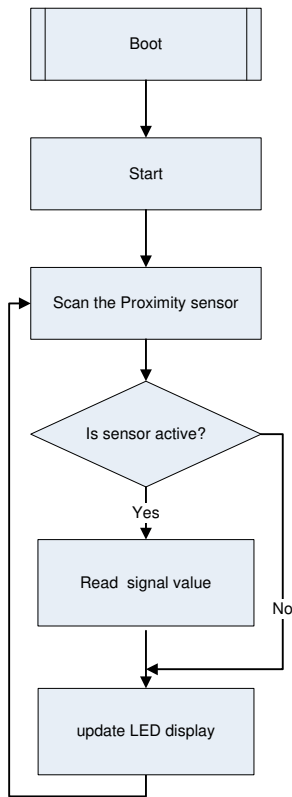 Boot
Start
Scan the Proximity sensor
Is sensor active?
Yes
Read  signal value
No
update LED display